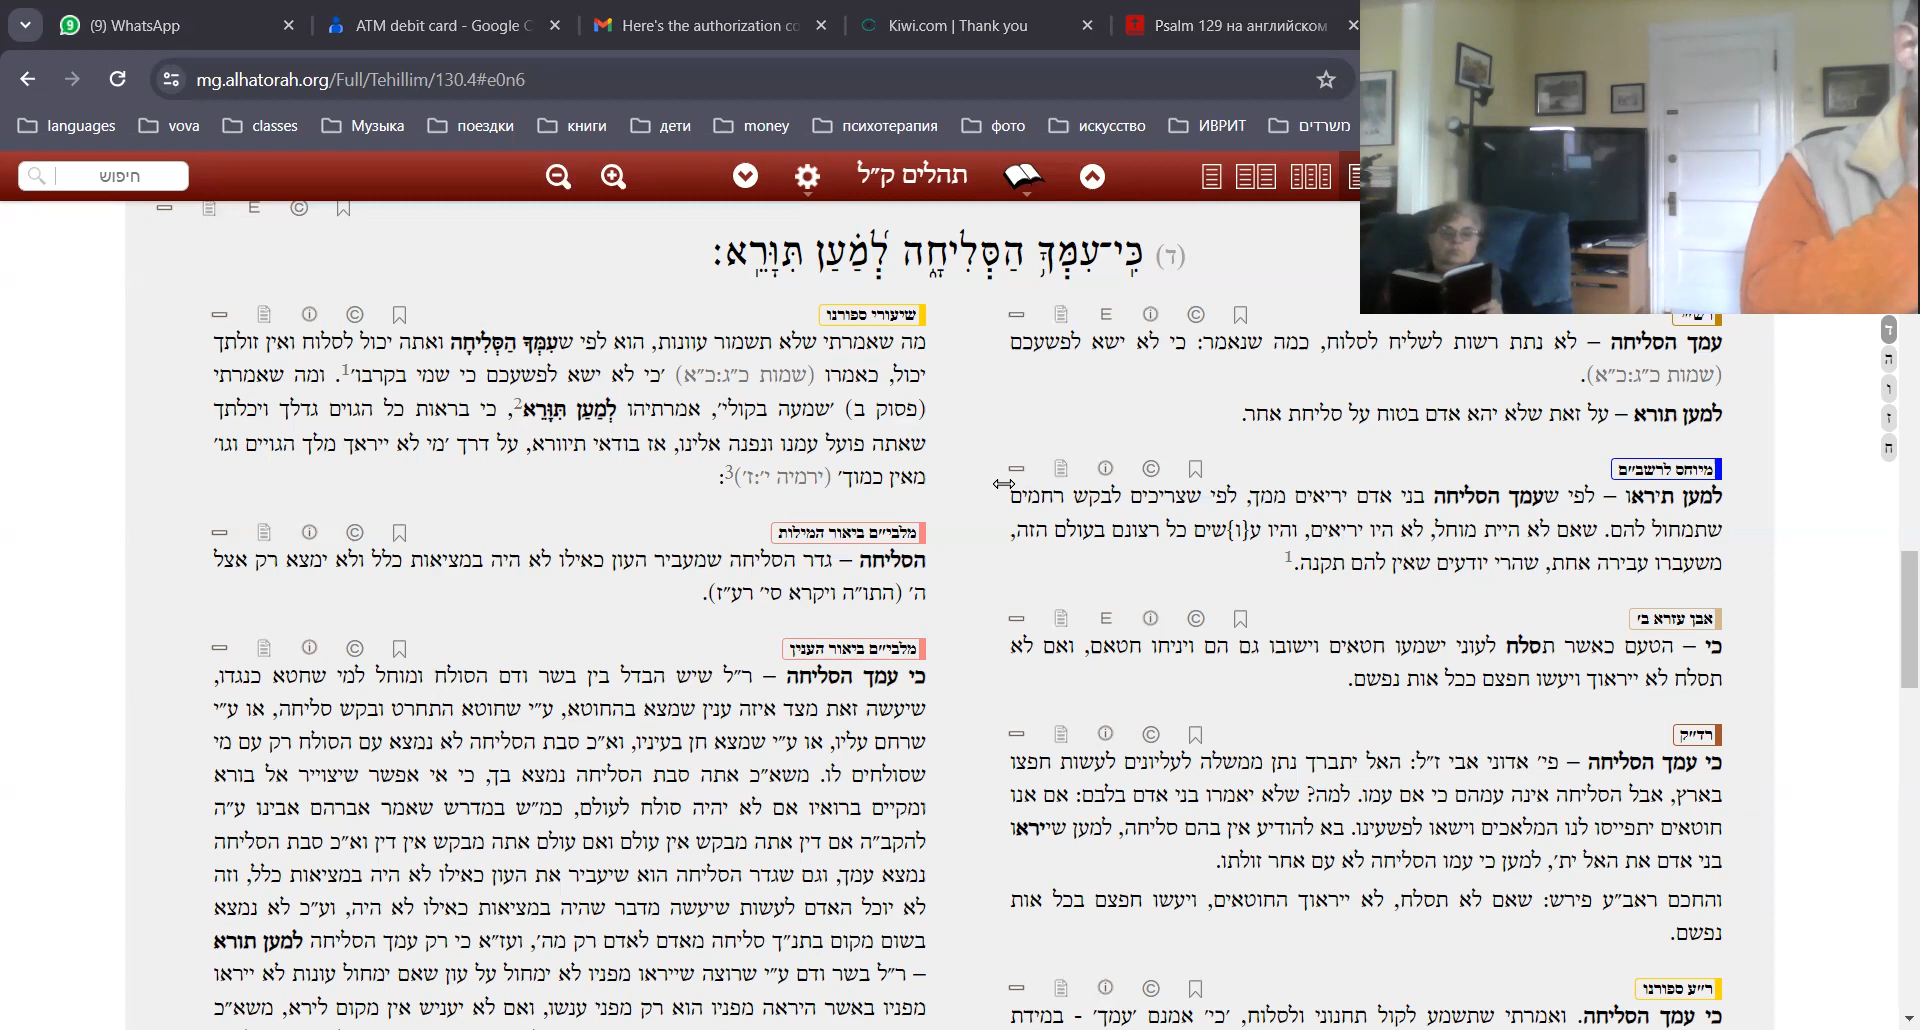 (9) WhatsApp
ATM debit card - Google C
Here's the authorization co
Kiwi.com | Thank you
Psalm 129 на английском
mg.alhatorah.org/Full/Tehillim/130.4#e0n6
languages
vova
classes
Музыка
поездки
книги
дети
money
психотерапия
фото
искусство
ИВРИТ
משרדים
חיפוש
תהלים ק״ל
(ד) כִּי־עִמְּךָ֥ הַסְּלִיחָ֑ה לְ֝מַ֗עַן תִּוָּרֵֽא׃
רש״י
עמך הסליחה – לא נתת רשות לשליח לסלוח, כמה שנאמר: כי לא ישא לפשעכם
(שמות כ״ג:כ״א).
למען תורא – על זאת שלא יהא אדם בטוח על סליחת אחר.
מיוחס לרשב״ם
למען תיראו – לפי שעמך הסליחה בני אדם יריאים ממך, לפי שצריכים לבקש רחמים
שתמחול להם. שאם לא היית מוחל, לא היו יריאים, והיו ע{ו}שים כל רצונם בעולם הזה,
משעברו עבירה אחת, שהרי יודעים שאין להם תקנה.1
אבן עזרא ב׳
כי – הטעם כאשר תסלח לעוני ישמעו חטאים וישובו גם הם ויניחו חטאם, ואם לא
תסלח לא ייראוך ויעשו חפצם ככל אות נפשם.
רד״ק
כי עמך הסליחה – פי׳ אדוני אבי ז״ל: האל יתברך נתן ממשלה לעליונים לעשות חפצו
בארץ, אבל הסליחה אינה עמהם כי אם עמו. למה? שלא יאמרו בני אדם בלבם: אם אנו
חוטאים יתפייסו לנו המלאכים וישאו לפשעינו. בא להודיע אין בהם סליחה, למען שייראו
בני אדם את האל ית׳, למען כי עמו הסליחה לא עם אחר זולתו.
והחכם ראב״ע פירש: שאם לא תסלח, לא ייראוך החוטאים, ויעשו חפצם בכל אות
נפשם.
ר״ע ספורנו
כי עמך הסליחה. ואמרתי שתשמע לקול תחנוני ולסלוח, ׳כי׳ אמנם ׳עמך׳ - במידת
שיעורי ספורנו
מה שאמרתי שלא תשמור עוונות, הוא לפי שעִמְּךָ הַסְּלִיחָה ואתה יכול לסלוח ואין זולתך
יכול, כאמרו (שמות כ״ג:כ״א) ׳כי לא ישא לפשעכם כי שמי בקרבו׳1. ומה שאמרתי
(פסוק ב) ׳שמעה בקולי׳, אמרתיהו לְמַעַן תִּוָּרֵא2, כי בראות כל הגוים גדלך ויכלתך
שאתה פועל עמנו ונפנה אלינו, אז בודאי תיוורא, על דרך ׳מי לא ייראך מלך הגויים וגו׳
מאין כמוך׳ (ירמיה י׳:ז׳)3:
מלבי״ם ביאור המילות
הסליחה – גדר הסליחה שמעביר העון כאילו לא היה במציאות כלל ולא ימצא רק אצל
ה׳ (התו״ה ויקרא סי׳ רע״ז).
מלבי״ם ביאור הענין
כי עמך הסליחה – ר״ל שיש הבדל בין בשר ודם הסולח ומוחל למי שחטא כנגדו,
שיעשה זאת מצד איזה ענין שמצא בהחוטא, ע״י שחוטא התחרט ובקש סליחה, או ע״י
שרחם עליו, או ע״י שמצא חן בעיניו, וא״כ סבת הסליחה לא נמצא עם הסולח רק עם מי
שסולחים לו. משא״כ אתה סבת הסליחה נמצא בך, כי אי אפשר שיצוייר אל בורא
ומקיים ברואיו אם לא יהיה סולח לעולם, כמ״ש במדרש שאמר אברהם אבינו ע״ה
להקב״ה אם דין אתה מבקש אין עולם ואם עולם אתה מבקש אין דין וא״כ סבת הסליחה
נמצא עמך, וגם שגדר הסליחה הוא שיעביר את העון כאילו לא היה במציאות כלל, וזה
לא יוכל האדם לעשות שיעשה מדבר שהיה במציאות כאילו לא היה, וע״כ לא נמצא
בשום מקום בתנ״ך סליחה מאדם לאדם רק מה׳, ועז״א כי רק עמך הסליחה למען תורא
– ר״ל בשר ודם ע״י שרוצה שייראו מפניו לא ימחול על עון שאם ימחול עונות לא ייראו
מפניו באשר היראה מפניו הוא רק מפני ענשו, ואם לא יעניש אין מקום לירא, משא״כ
ד
ה
ו
ז
ח